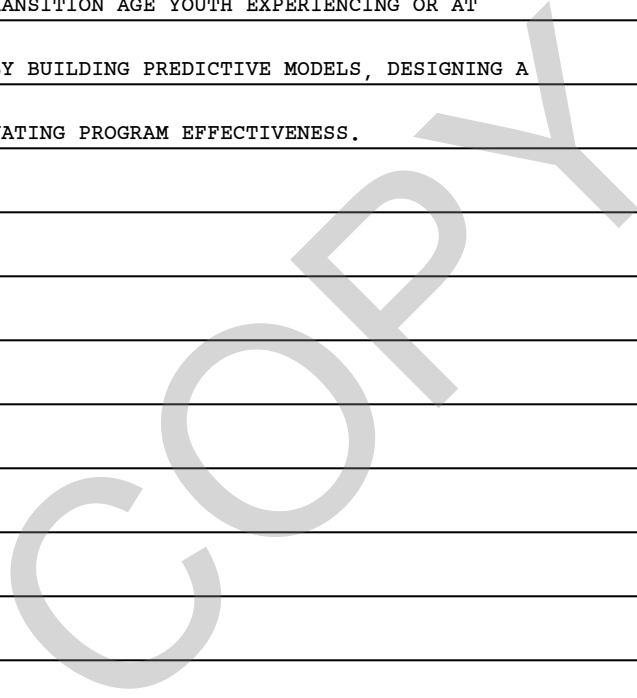 ANSITION AGE YOUTH EXPERIENCING OR AT
Y BUILDING PREDICTIVE MODELS, DESIGNING A
ATING PROGRAM EFFECTIVENESS.
COPY